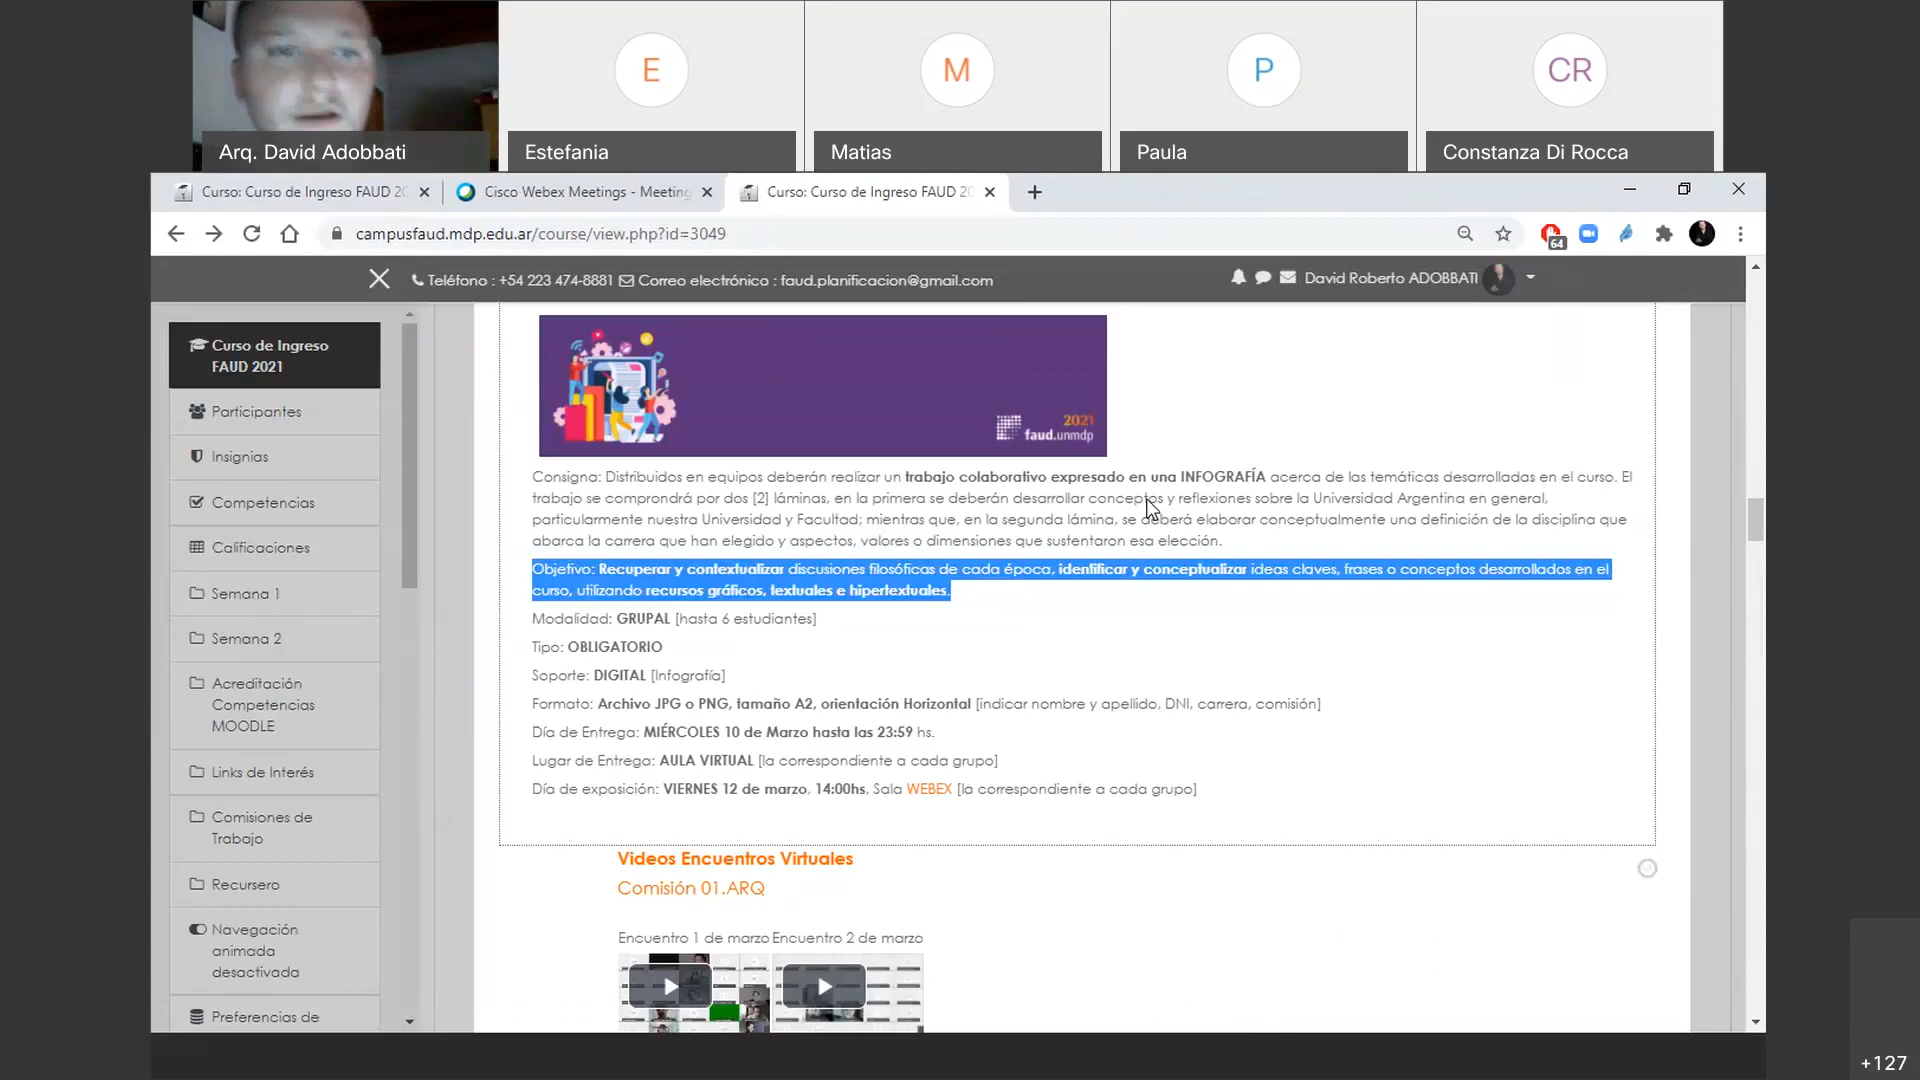 E
M
P
CR
Arq. David Adobbati
Estefania
Matias
Paula
Constanza Di Rocca
Curso: Curso de Ingreso FAUD 20
Cisco Webex Meetings - Meeting
Curso: Curso de Ingreso FAUD 20
campusfaud.mdp.edu.ar/course/view.php?id=3049
64
Teléfono : +54 223 474-8881 Correo electrónico : faud.planificacion@gmail.com
David Roberto ADOBBATI
Curso de Ingreso
FAUD 2021
Participantes
Insignias
Competencias
Calificaciones
Semana 1
Semana 2
Acreditación
Competencias
MOODLE
Links de Interés
Comisiones de
Trabajo
Recursero
Navegación
animada
desactivada
Preferencias de
2021
faud.unmdp
Consigna: Distribuidos en equipos deberán realizar un trabajo colaborativo expresado en una INFOGRAFÍA acerca de las temáticas desarrolladas en el curso. El
trabajo se comprondrá por dos [2] láminas, en la primera se deberán desarrollar conceptos y reflexiones sobre la Universidad Argentina en general,
particularmente nuestra Universidad y Facultad; mientras que, en la segunda lámina, se deberá elaborar conceptualmente una definición de la disciplina que
abarca la carrera que han elegido y aspectos, valores o dimensiones que sustentaron esa elección.
Objetivo: Recuperar y contextualizar discusiones filosóficas de cada época, identificar y conceptualizar ideas claves, frases o conceptos desarrollados en el
curso, utilizando recursos gráficos, textuales e hipertextuales.
Modalidad: GRUPAL [hasta 6 estudiantes]
Tipo: OBLIGATORIO
Soporte: DIGITAL [Infografía]
Formato: Archivo JPG o PNG, tamaño A2, orientación Horizontal [indicar nombre y apellido, DNI, carrera, comisión]
Día de Entrega: MIÉRCOLES 10 de Marzo hasta las 23:59 hs.
Lugar de Entrega: AULA VIRTUAL [la correspondiente a cada grupo]
Día de exposición: VIERNES 12 de marzo, 14:00hs, Sala WEBEX [la correspondiente a cada grupo]
Videos Encuentros Virtuales
Comisión 01.ARQ
Encuentro 1 de marzo Encuentro 2 de marzo
+127